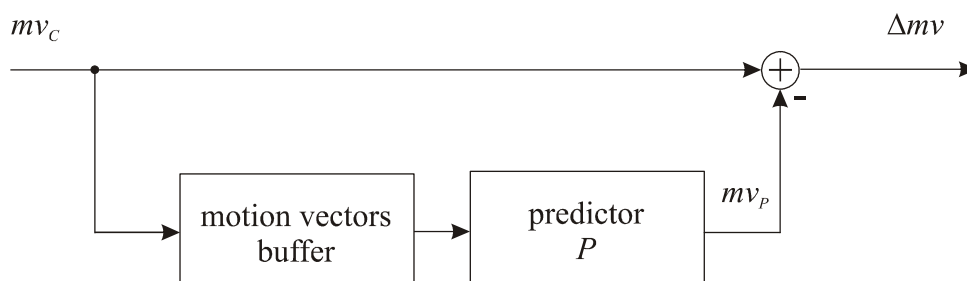 mv_C
Δmv
+
-
motion vectors
buffer
predictor
P
mv_P